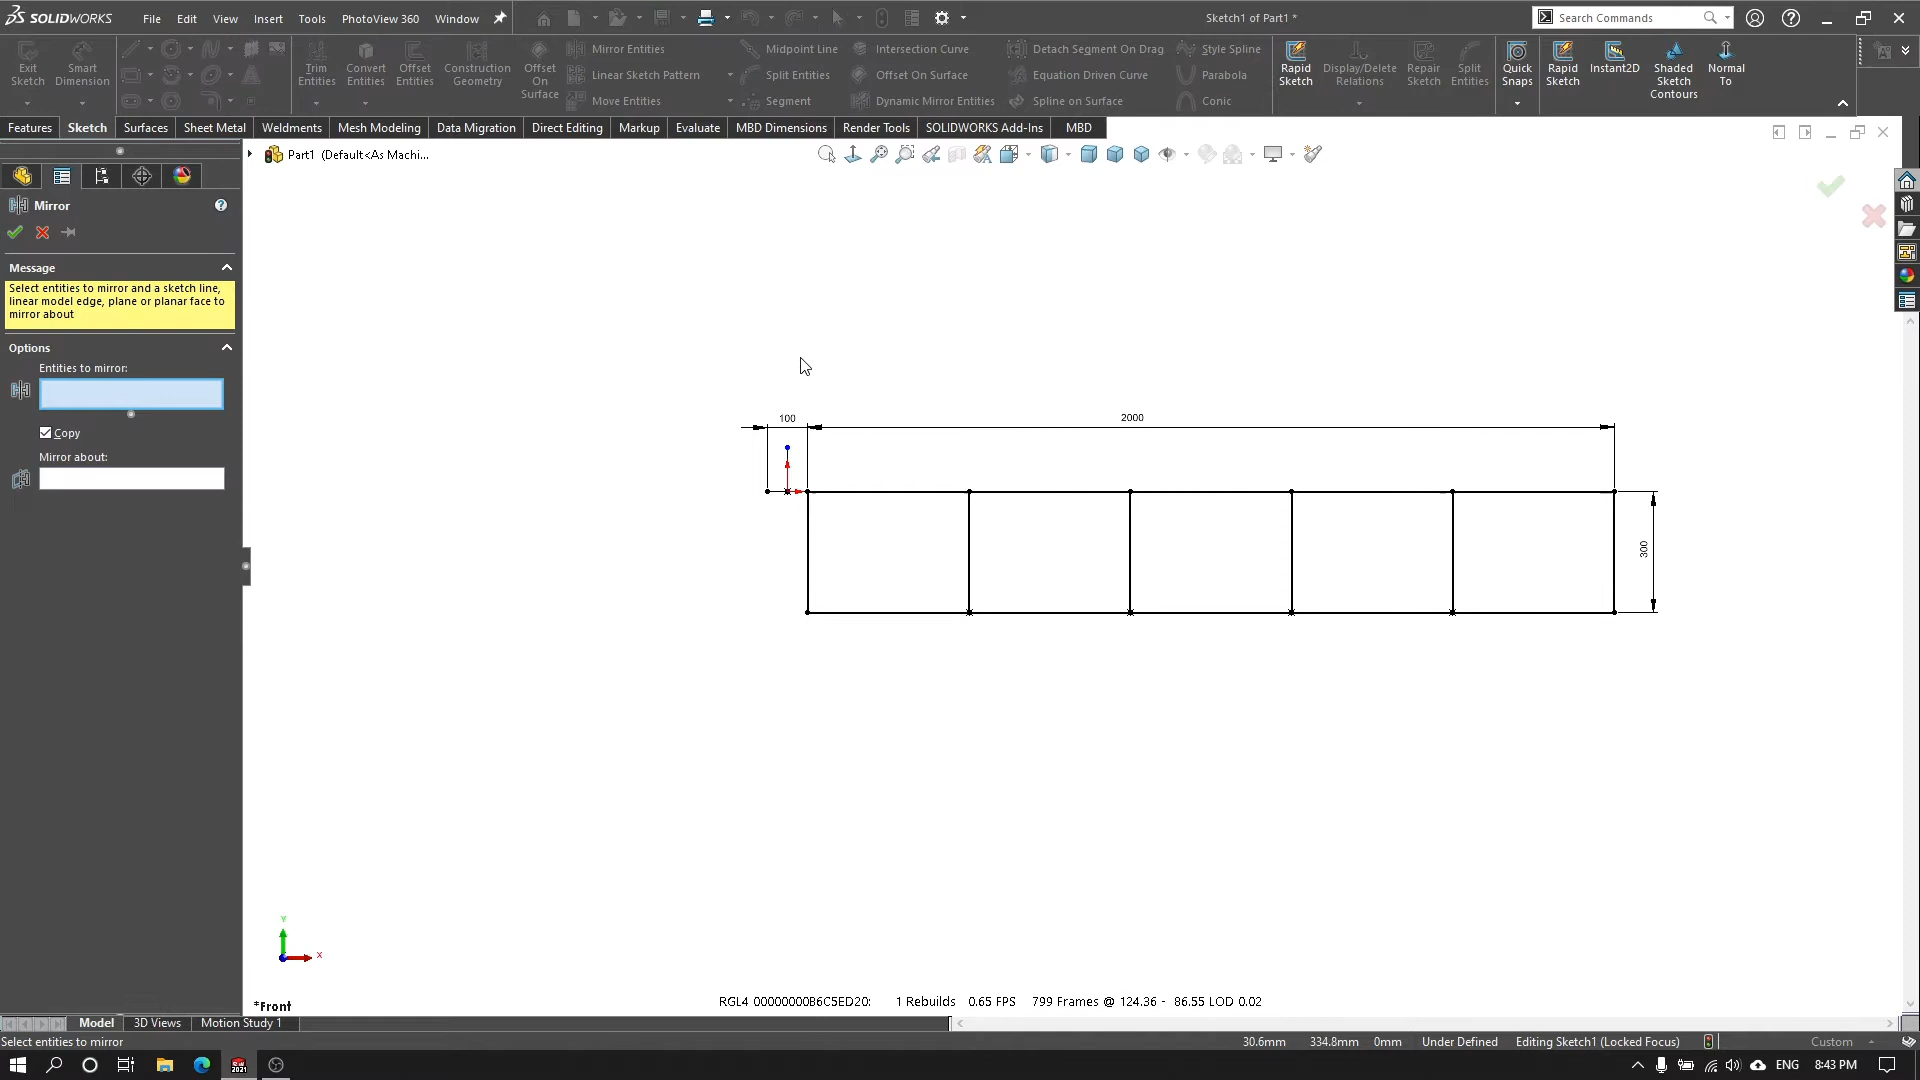 SOLIDWORKS File Edit View Insert Tools PhotoView 360 Window Sketch1 of Part1 * Search Commands
Exit Sketch
Smart Dimension
Trim Entities
Convert Entities
Offset Entities
Construction Geometry
Offset On Surface
Mirror Entities
Linear Sketch Pattern
Move Entities
Midpoint Line
Split Entities
Segment
Intersection Curve
Offset On Surface
Dynamic Mirror Entities
Detach Segment On Drag
Equation Driven Curve
Spline on Surface
Style Spline
Parabola
Conic
Rapid Sketch
Display/Delete Relations
Repair Sketch
Split Entities
Quick Snaps
Rapid Sketch
Instant2D
Shaded Sketch Contours
Normal To
Features Sketch Surfaces Sheet Metal Weldments Mesh Modeling Data Migration Direct Editing Markup Evaluate MBD Dimensions Render Tools SOLIDWORKS Add-Ins MBD
Part1 (Default<As Machi...
Mirror
Message
Select entities to mirror and a sketch line,
linear model edge, plane or planar face to
mirror about
Options
Entities to mirror:
Copy
Mirror about:
100 2000
300
Y
X
*Front
RGL4 00000000B6C5ED20: 1 Rebuilds 0.65 FPS 799 Frames @ 124.36 - 86.55 LOD 0.02
Model 3D Views Motion Study 1
Select entities to mirror 30.6mm 334.8mm 0mm Under Defined Editing Sketch1 (Locked Focus) Custom
2021 ENG 8:43 PM